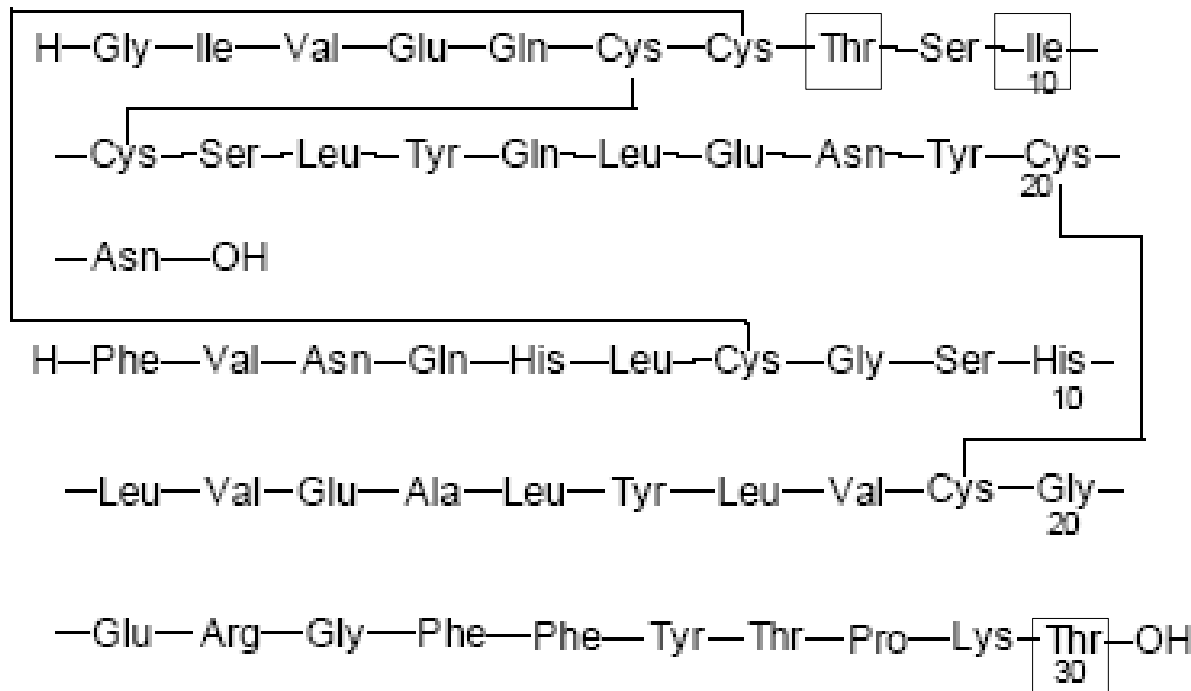 H—Gly—Ile—Val—Glu—Gln—Cys—Cys—Thr—Ser—Ile—
10
—Cys—Ser—Leu—Tyr—Gln—Leu—Glu—Asn—Tyr—Cys—
20
—Asn—OH
H—Phe—Val—Asn—Gln—His—Leu—Cys—Gly—Ser—His—
10
—Leu—Val—Glu—Ala—Leu—Tyr—Leu—Val—Cys—Gly—
20
—Glu—Arg—Gly—Phe—Phe—Tyr—Thr—Pro—Lys—Thr—OH
30